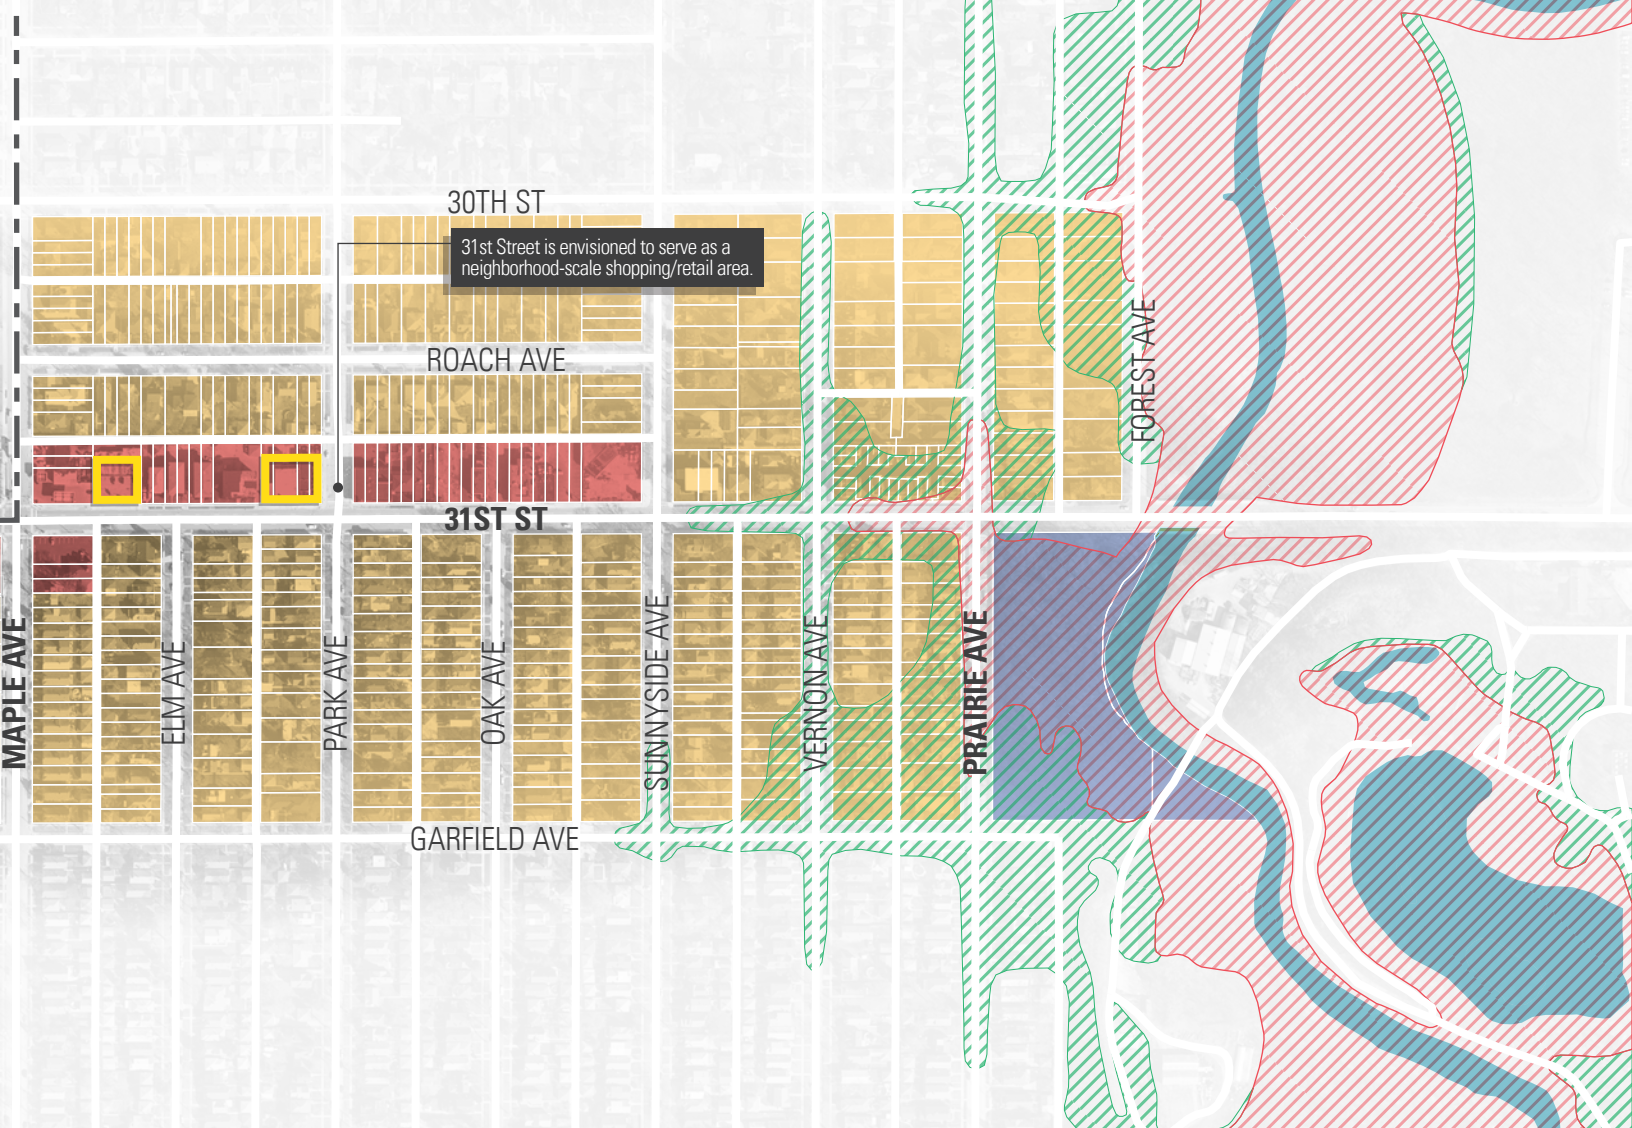 30TH ST
31st Street is envisioned to serve as a
neighborhood-scale shopping/retail area.
ROACH AVE
FOREST AVE
31ST ST
MAPLE AVE
ELM AVE
PARK AVE
OAK AVE
SUNNYSIDE AVE
VERNON AVE
PRAIRIE AVE
GARFIELD AVE